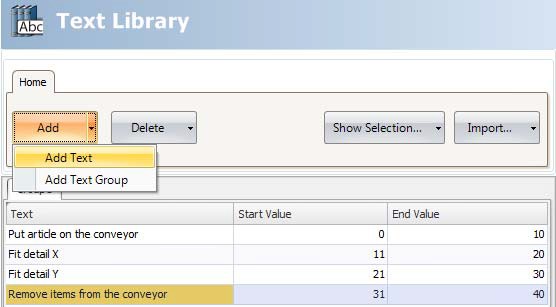 Abc
Text Library
Home
Add Delete Show Selection... Import...
Add Text
Add Text Group
Text Start Value End Value
Put article on the conveyor 0 10
Fit detail X 11 20
Fit detail Y 21 30
Remove items from the conveyor 31 40